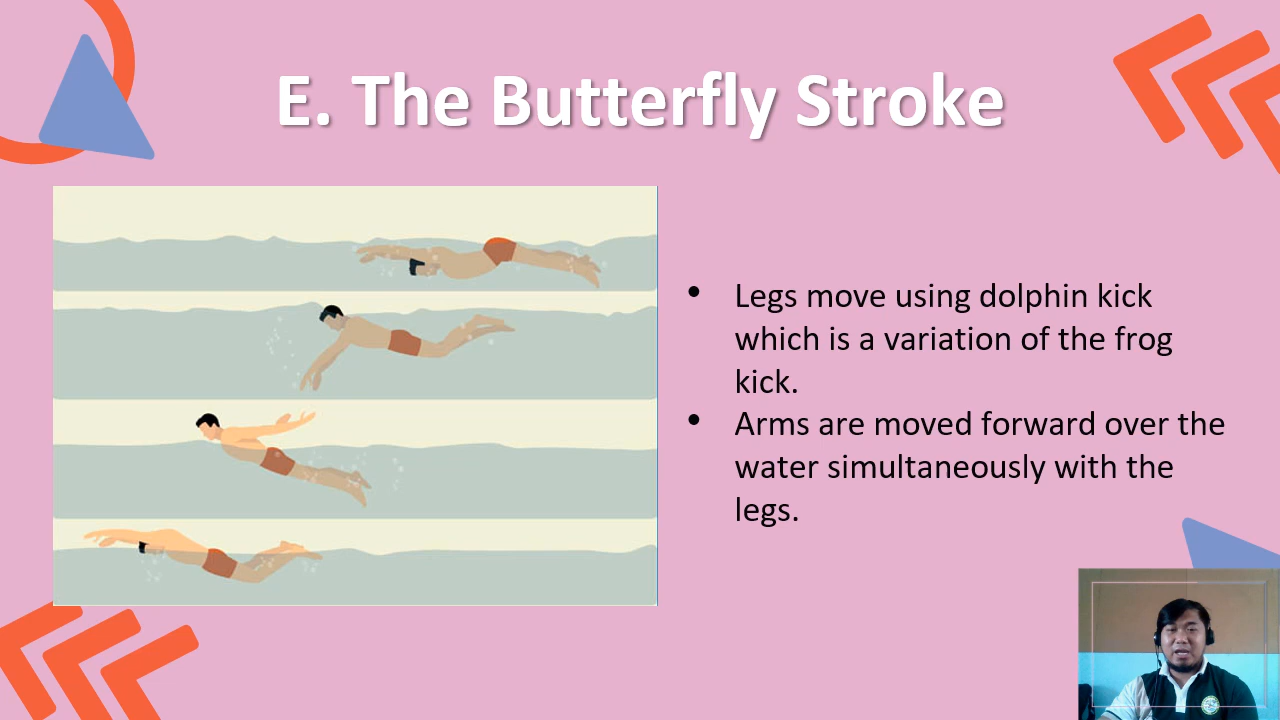 E. The Butterfly Stroke
• Legs move using dolphin kick
which is a variation of the frog
kick.
• Arms are moved forward over the
water simultaneously with the
legs.